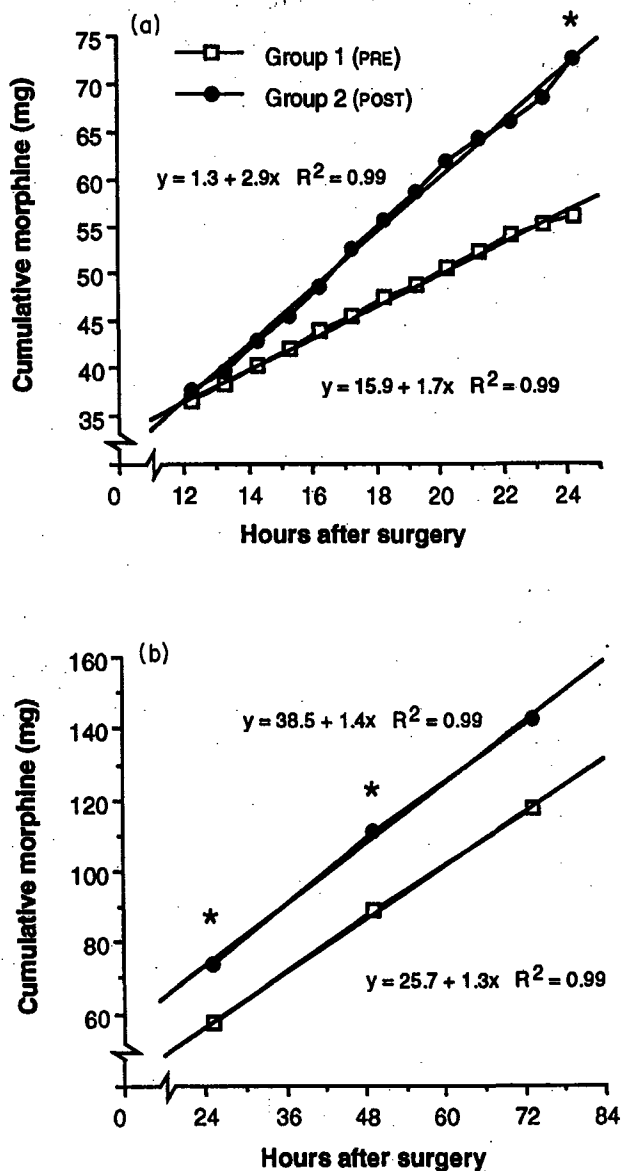 (a)
Cumulative morphine (mg)
75
70
65
60
55
50
45
40
35
*
Group 1 (PRE)
Group 2 (POST)
y = 1.3 + 2.9x R² = 0.99
y = 15.9 + 1.7x R² = 0.99
0 12 14 16 18 20 22 24
Hours after surgery
(b)
Cumulative morphine (mg)
160
140
120
100
80
60
y = 38.5 + 1.4x R² = 0.99
*
*
y = 25.7 + 1.3x R² = 0.99
0 24 36 48 60 72 84
Hours after surgery